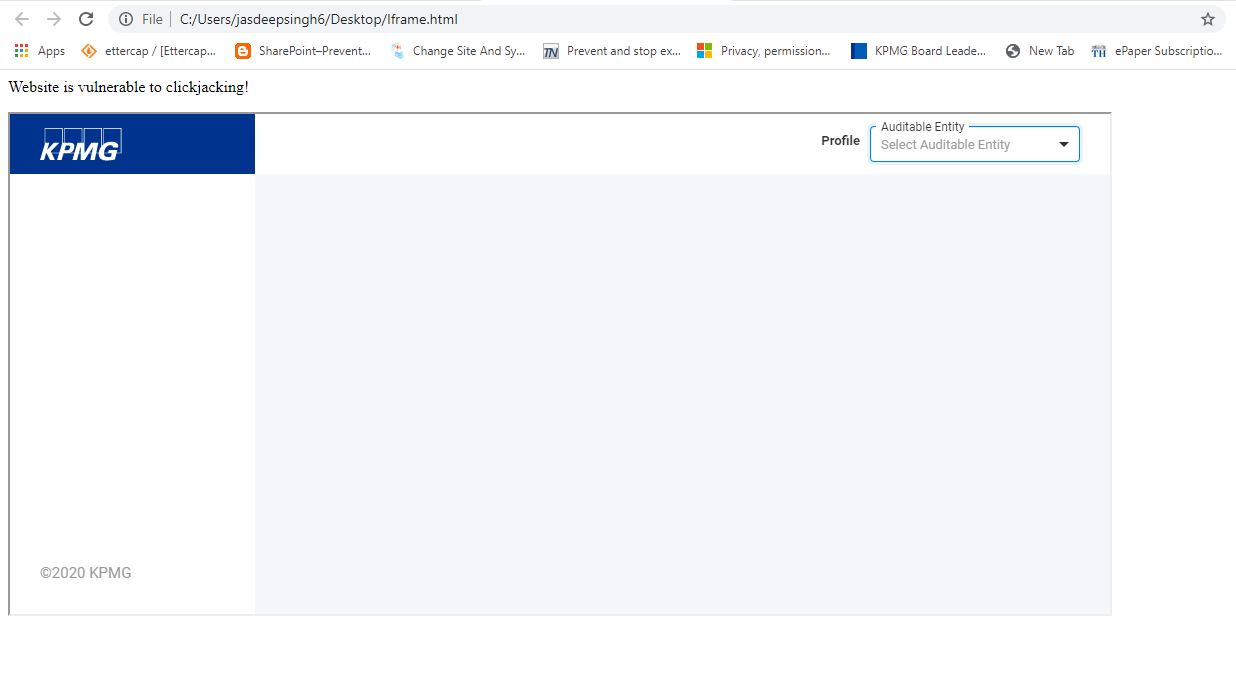 File C:/Users/jasdeepsingh6/Desktop/Iframe.html
Apps ettercap / [Ettercap... SharePoint–Prevent... Change Site And Sy... TN Prevent and stop ex... Privacy, permission... KPMG Board Leade... New Tab TH ePaper Subscriptio...
Website is vulnerable to clickjacking!
KPMG
Profile
Auditable Entity
Select Auditable Entity
©2020 KPMG